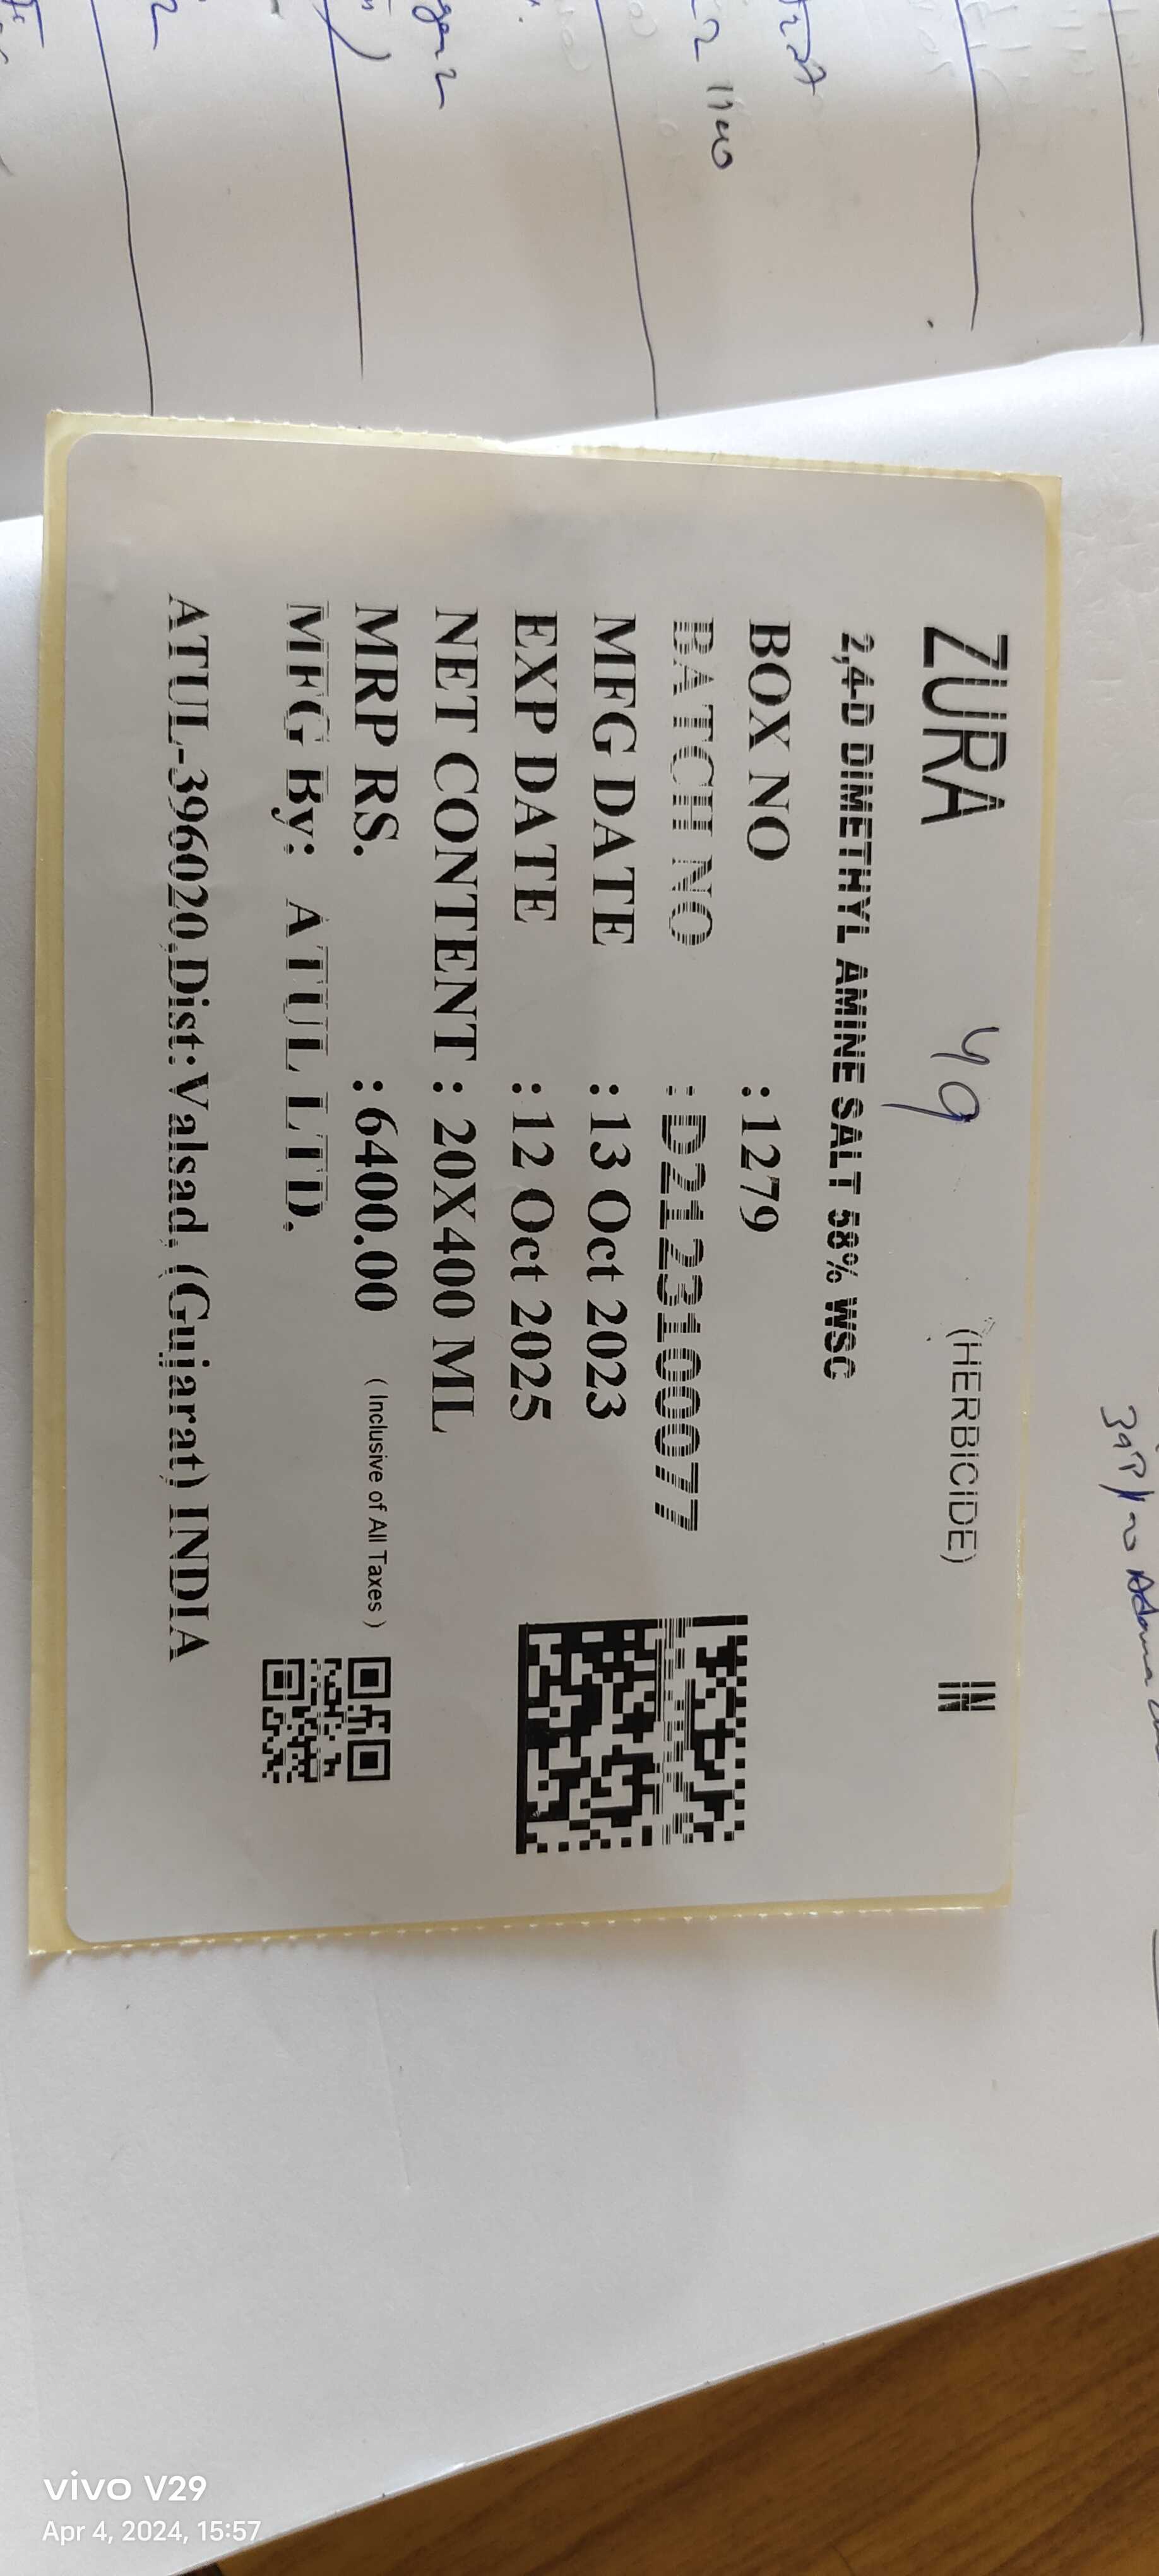 ZURA 49 (HERBICIDE) IN
2,4-D DIMETHYL AMINE SALT 58% WSC
BOX NO : 1279
BATCH NO : D212310077
MFG DATE : 13 Oct 2023
EXP DATE : 12 Oct 2025
NET CONTENT : 20X400 ML
MRP RS. : 6400.00 ( Inclusive of All Taxes )
MFG By: ATUL LTD.
ATUL-396020,Dist:Valsad, (Gujarat) INDIA
vivo V29
Apr 4, 2024, 15:57